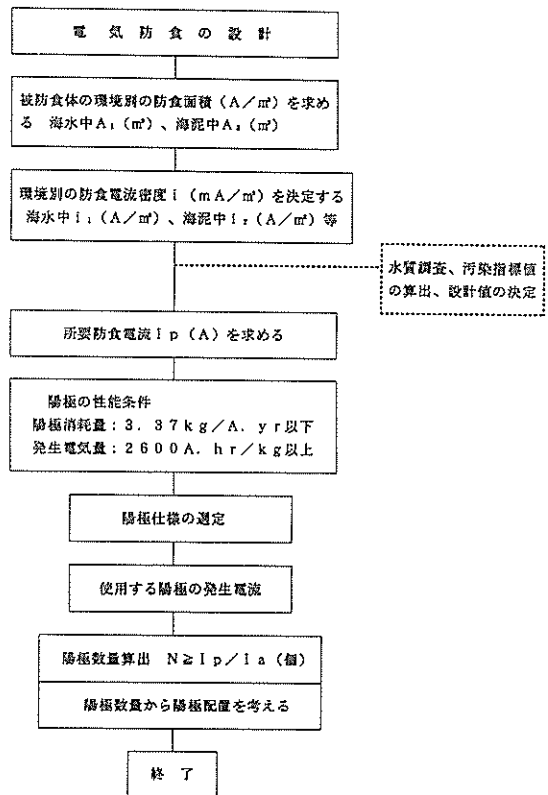 電 気 防 食 の 設 計
被防食体の環境別の防食面積(A/㎡)を求め
る 海水中A₁(㎡)、海泥中A₂(㎡)
環境別の防食電流密度i(mA/㎡)を決定する
海水中i₁(A/㎡)、海泥中i₂(A/㎡)等
水質調査、汚染指標値
の算出、設計値の決定
所要防食電流Ip(A)を求める
陽極の性能条件
陽極消耗量:3.37kg/A.yr以下
発生電気量:2600A.hr/kg以上
陽極仕様の選定
使用する陽極の発生電流
陽極数量算出 N≧Ip/Ia(個)
陽極数量から陽極配置を考える
終 了